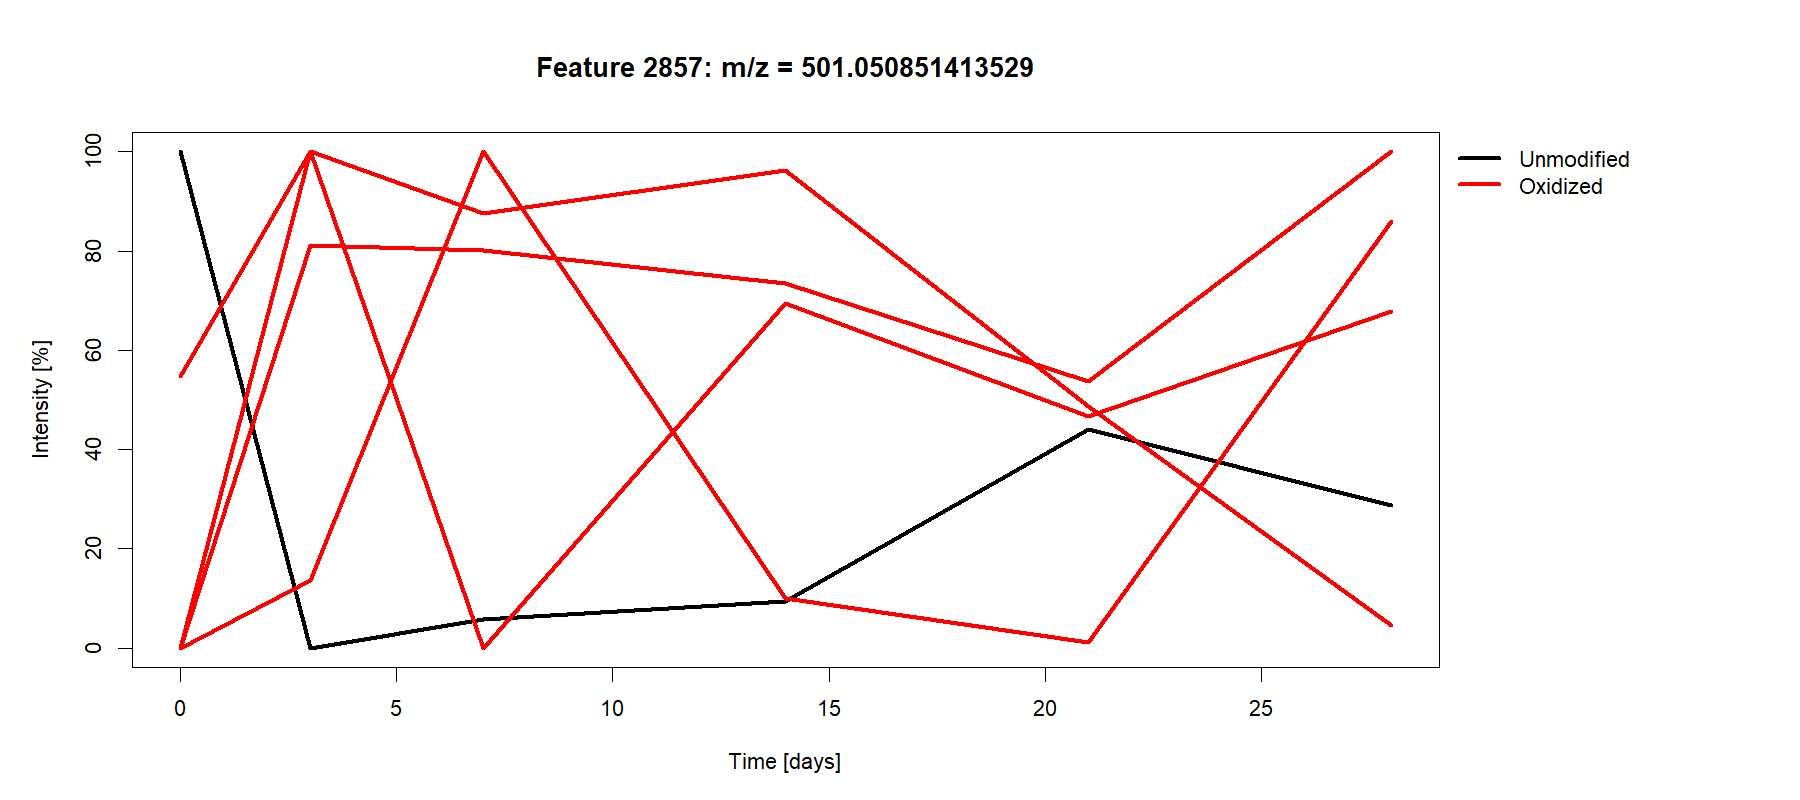 Feature 2857: m/z = 501.050851413529
Unmodified
Oxidized
Intensity [%]
100
80
60
40
20
0
0 5 10 15 20 25
Time [days]